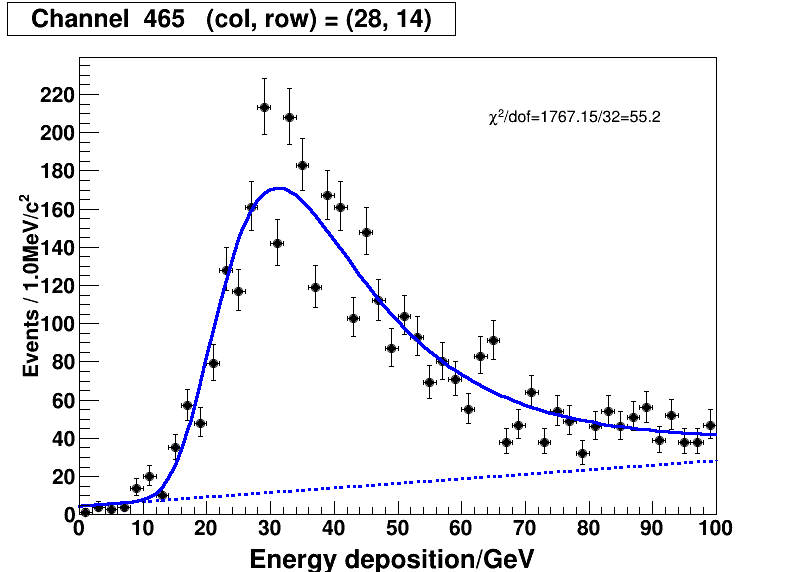 Channel 465 (col, row) = (28, 14)
χ²/dof=1767.15/32=55.2
Events / 1.0MeV/c²
220
200
180
160
140
120
100
80
60
40
20
0
0 10 20 30 40 50 60 70 80 90 100
Energy deposition/GeV